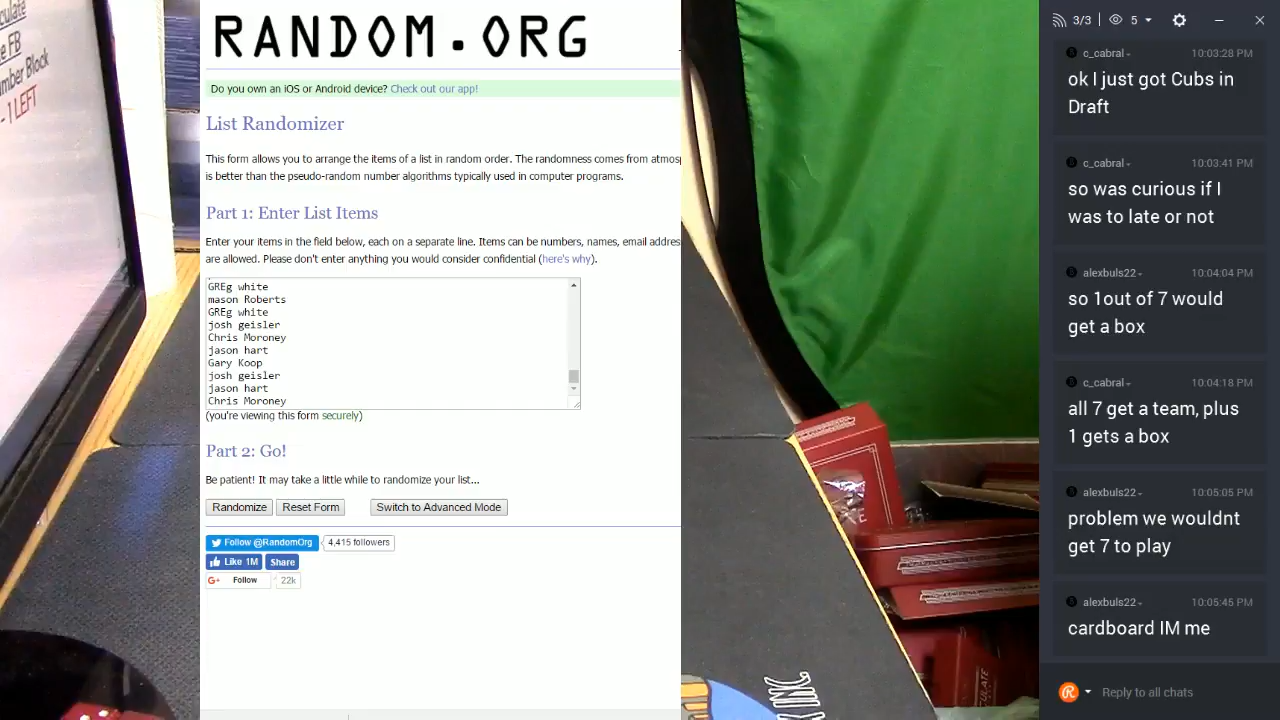 culate
e FB
mber Block
- 1 LEFT
RANDOM.ORG
Do you own an iOS or Android device? Check out our app!
List Randomizer
This form allows you to arrange the items of a list in random order. The randomness comes from atmosp
is better than the pseudo-random number algorithms typically used in computer programs.
Part 1: Enter List Items
Enter your items in the field below, each on a separate line. Items can be numbers, names, email addres
are allowed. Please don't enter anything you would consider confidential (here's why).
GREg white
mason Roberts
GREg white
josh geisler
Chris Moroney
jason hart
Gary Koop
josh geisler
jason hart
Chris Moroney
(you're viewing this form securely)
Part 2: Go!
Be patient! It may take a little while to randomize your list...
Randomize Reset Form Switch to Advanced Mode
Follow @RandomOrg 4,415 followers
Like 1M Share
Follow 22k
INC
3/3 5
c_cabral 10:03:28 PM
ok I just got Cubs in
Draft
c_cabral 10:03:41 PM
so was curious if I
was to late or not
alexbuls22 10:04:04 PM
so 1out of 7 would
get a box
c_cabral 10:04:18 PM
all 7 get a team, plus
1 gets a box
alexbuls22 10:05:05 PM
problem we wouldnt
get 7 to play
alexbuls22 10:05:45 PM
cardboard IM me
Reply to all chats